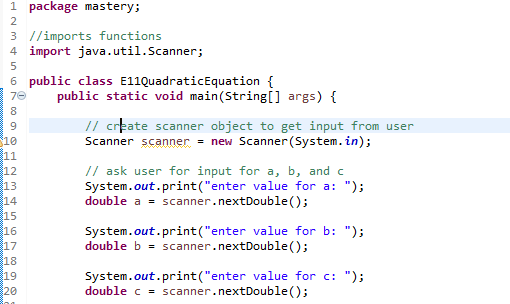 1 package mastery;
2
3 //imports functions
4 import java.util.Scanner;
5
6 public class E11QuadraticEquation {
7 public static void main(String[] args) {
8
9 // create scanner object to get input from user
10 Scanner scanner = new Scanner(System.in);
11
12 // ask user for input for a, b, and c
13 System.out.print("enter value for a: ");
14 double a = scanner.nextDouble();
15
16 System.out.print("enter value for b: ");
17 double b = scanner.nextDouble();
18
19 System.out.print("enter value for c: ");
20 double c = scanner.nextDouble();